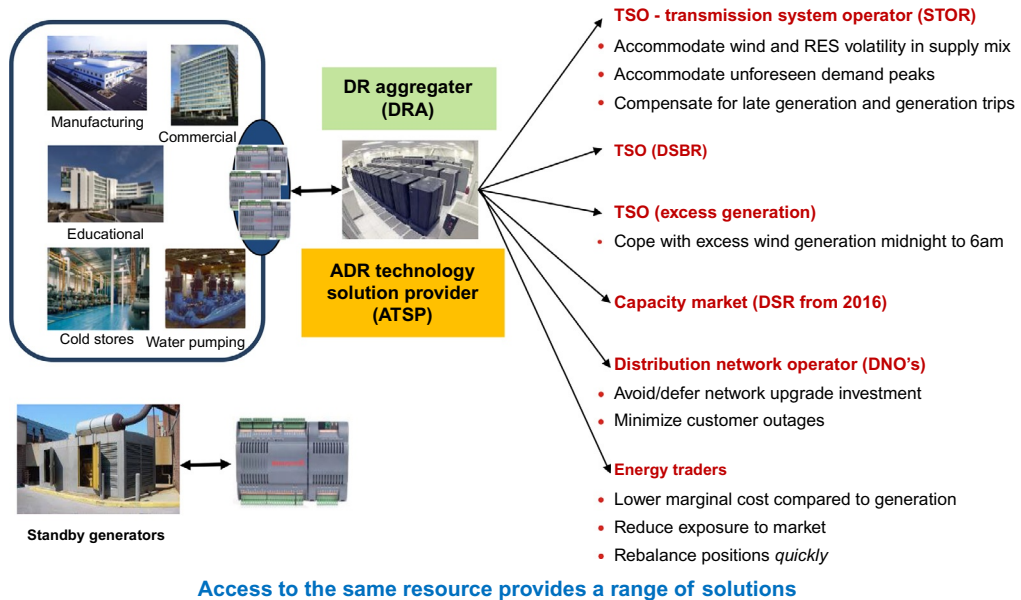 Manufacturing
Commercial
Educational
Cold stores
Water pumping
Standby generators
DR aggregater
(DRA)
ADR technology
solution provider
(ATSP)
TSO - transmission system operator (STOR)
• Accommodate wind and RES volatility in supply mix
• Accommodate unforeseen demand peaks
• Compensate for late generation and generation trips
TSO (DSBR)
TSO (excess generation)
• Cope with excess wind generation midnight to 6am
Capacity market (DSR from 2016)
Distribution network operator (DNO's)
• Avoid/defer network upgrade investment
• Minimize customer outages
Energy traders
• Lower marginal cost compared to generation
• Reduce exposure to market
• Rebalance positions quickly
Access to the same resource provides a range of solutions